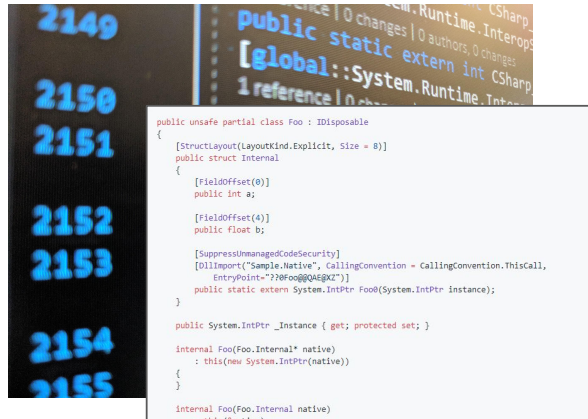 2149
2150
2151
2152
2153
2154
2155
erence | 0 changes | 0 authors, 0 changes
public static extern int CSharp_
[global::System.Runtime.Interop
1 reference | 0
public unsafe partial class Foo : IDisposable
{
[StructLayout(LayoutKind.Explicit, Size = 8)]
public struct Internal
{
[FieldOffset(0)]
public int a;
[FieldOffset(4)]
public float b;
[SuppressUnmanagedCodeSecurity]
[DllImport("Sample.Native", CallingConvention = CallingConvention.ThisCall,
EntryPoint="??0Foo@@QAE@XZ")]
public static extern System.IntPtr Foo0(System.IntPtr instance);
}
public System.IntPtr _Instance { get; protected set; }
internal Foo(Foo.Internal* native)
: this(new System.IntPtr(native))
{
}
internal Foo(Foo.Internal native)